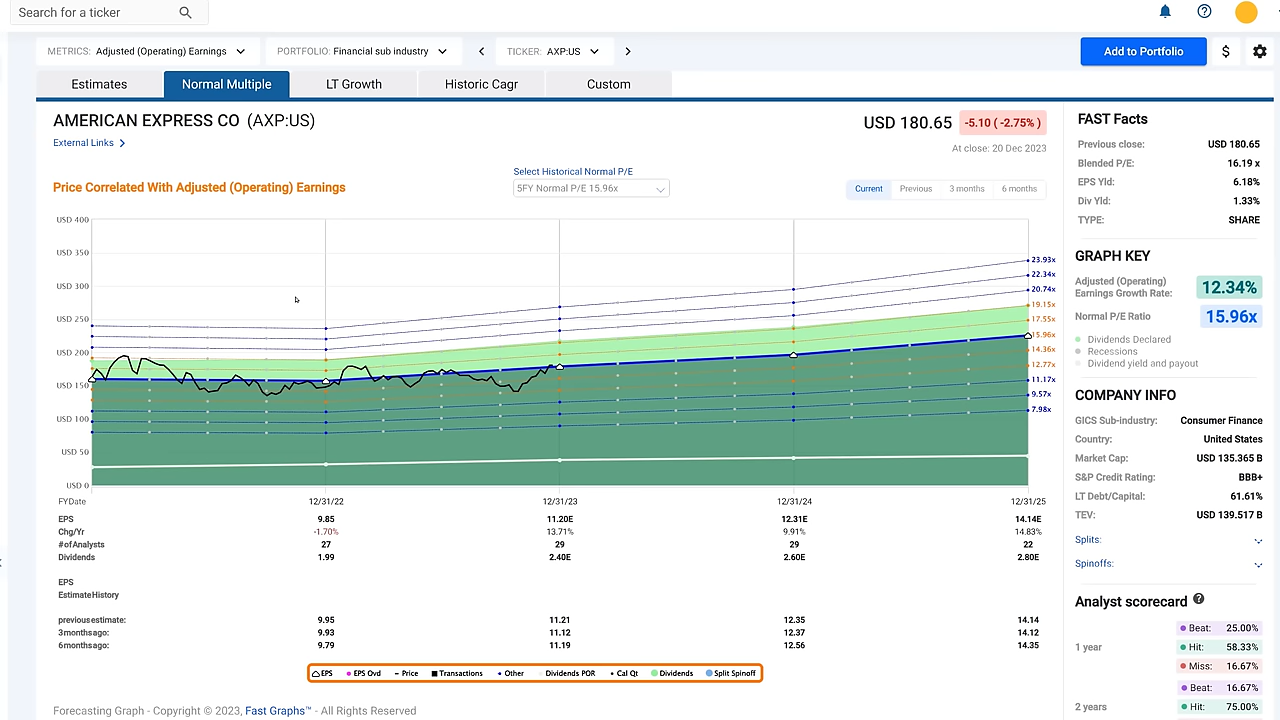 Search for a ticker
METRICS: Adjusted (Operating) Earnings PORTFOLIO: Financial sub industry TICKER: AXP:US Add to Portfolio $
Estimates Normal Multiple LT Growth Historic Cagr Custom
AMERICAN EXPRESS CO (AXP:US)
USD 180.65 -5.10 ( -2.75% )
External Links
At close: 20 Dec 2023
Price Correlated With Adjusted (Operating) Earnings
Select Historical Normal P/E
5FY Normal P/E 15.96x
Current Previous 3 months 6 months
USD 400
USD 350
USD 300
USD 250
USD 200
USD 150
USD 100
USD 50
USD 0
23.93x
22.34x
20.74x
19.15x
17.55x
15.96x
14.36x
12.77x
11.17x
9.57x
7.98x
FYDate 12/31/22 12/31/23 12/31/24 12/31/25
EPS 9.85 11.20E 12.31E 14.14E
Chg/Yr -1.70% 13.71% 9.91% 14.83%
#ofAnalysts 27 29 29 22
Dividends 1.99 2.40E 2.60E 2.80E
EPS
EstimateHistory
previousestimate: 9.95 11.21 12.35 14.14
3monthsago: 9.93 11.12 12.37 14.12
6monthsago: 9.79 11.19 12.56 14.35
EPS EPS Ovd Price Transactions Other Dividends POR Cal Qt Dividends Split Spinoff
Forecasting Graph - Copyright © 2023, Fast Graphs™ - All Rights Reserved
FAST Facts
Previous close: USD 180.65
Blended P/E: 16.19 x
EPS Yld: 6.18%
Div Yld: 1.33%
TYPE: SHARE
GRAPH KEY
Adjusted (Operating)
Earnings Growth Rate: 12.34%
Normal P/E Ratio 15.96x
Dividends Declared
Recessions
Dividend yield and payout
COMPANY INFO
GICS Sub-industry: Consumer Finance
Country: United States
Market Cap: USD 135.365 B
S&P Credit Rating: BBB+
LT Debt/Capital: 61.61%
TEV: USD 139.517 B
Splits:
Spinoffs:
Analyst scorecard
1 year
Beat: 25.00%
Hit: 58.33%
Miss: 16.67%
2 years
Beat: 16.67%
Hit: 75.00%